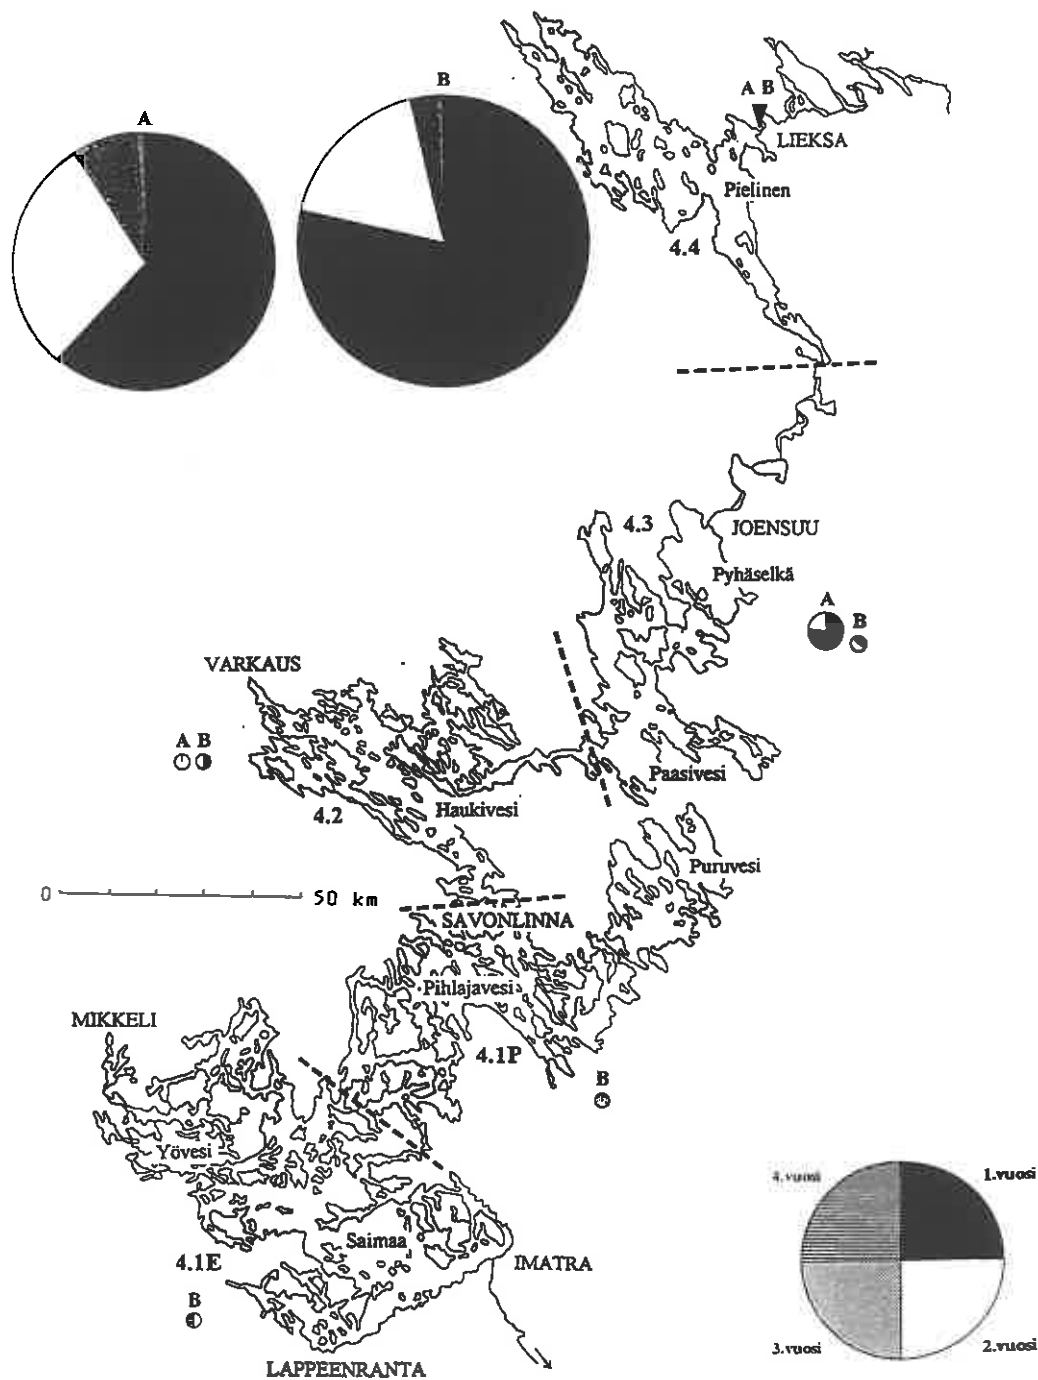 B
A
A B
LIEKSA
Pielinen
4.4
4.3
JOENSUU
Pyhäselkä
A
B
VARKAUS
A B
Paasivesi
Haukivesi
4.2
Puruvesi
0 50 km
SAVONLINNA
Pihlajavesi
MIKKELI
4.1P
B
Yövesi
4.vuosi 1.vuosi
Saimaa
4.1E
IMATRA
B
3.vuosi 2.vuosi
LAPPEENRANTA